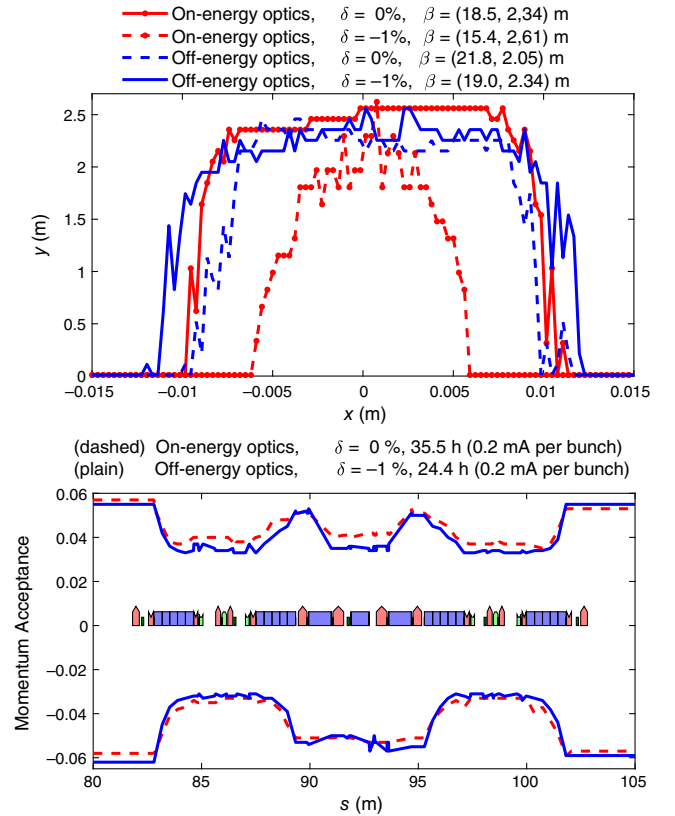 On-energy optics, δ = 0%, β = (18.5, 2,34) m
On-energy optics, δ = −1%, β = (15.4, 2,61) m
Off-energy optics, δ = 0%, β = (21.8, 2.05) m
Off-energy optics, δ = −1%, β = (19.0, 2.34) m
2.5
2
1.5
1
0.5
0
y (m)
−0.015 −0.01 −0.005 0 0.005 0.01 0.015
x (m)
(dashed) On-energy optics, δ = 0 %, 35.5 h (0.2 mA per bunch)
(plain) Off-energy optics, δ = −1 %, 24.4 h (0.2 mA per bunch)
0.06
0.04
0.02
0
−0.02
−0.04
−0.06
Momentum Acceptance
80 85 90 95 100 105
s (m)